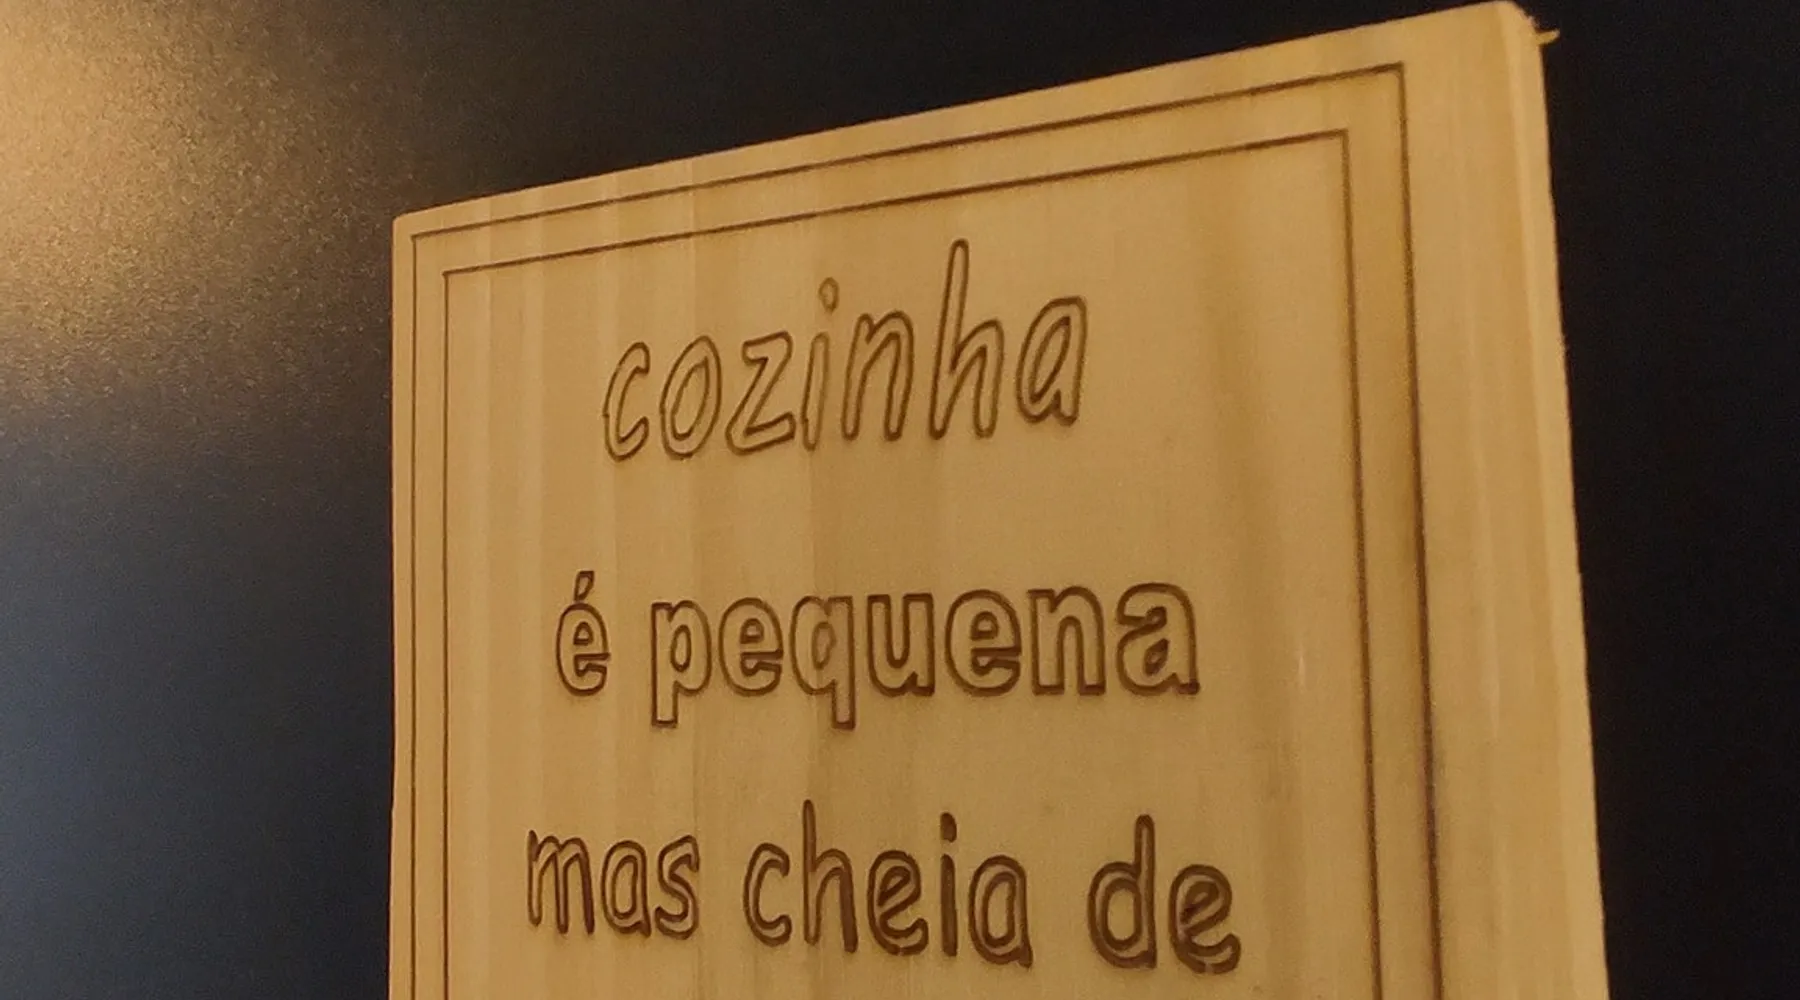 cozinha
é pequena
mas cheia de